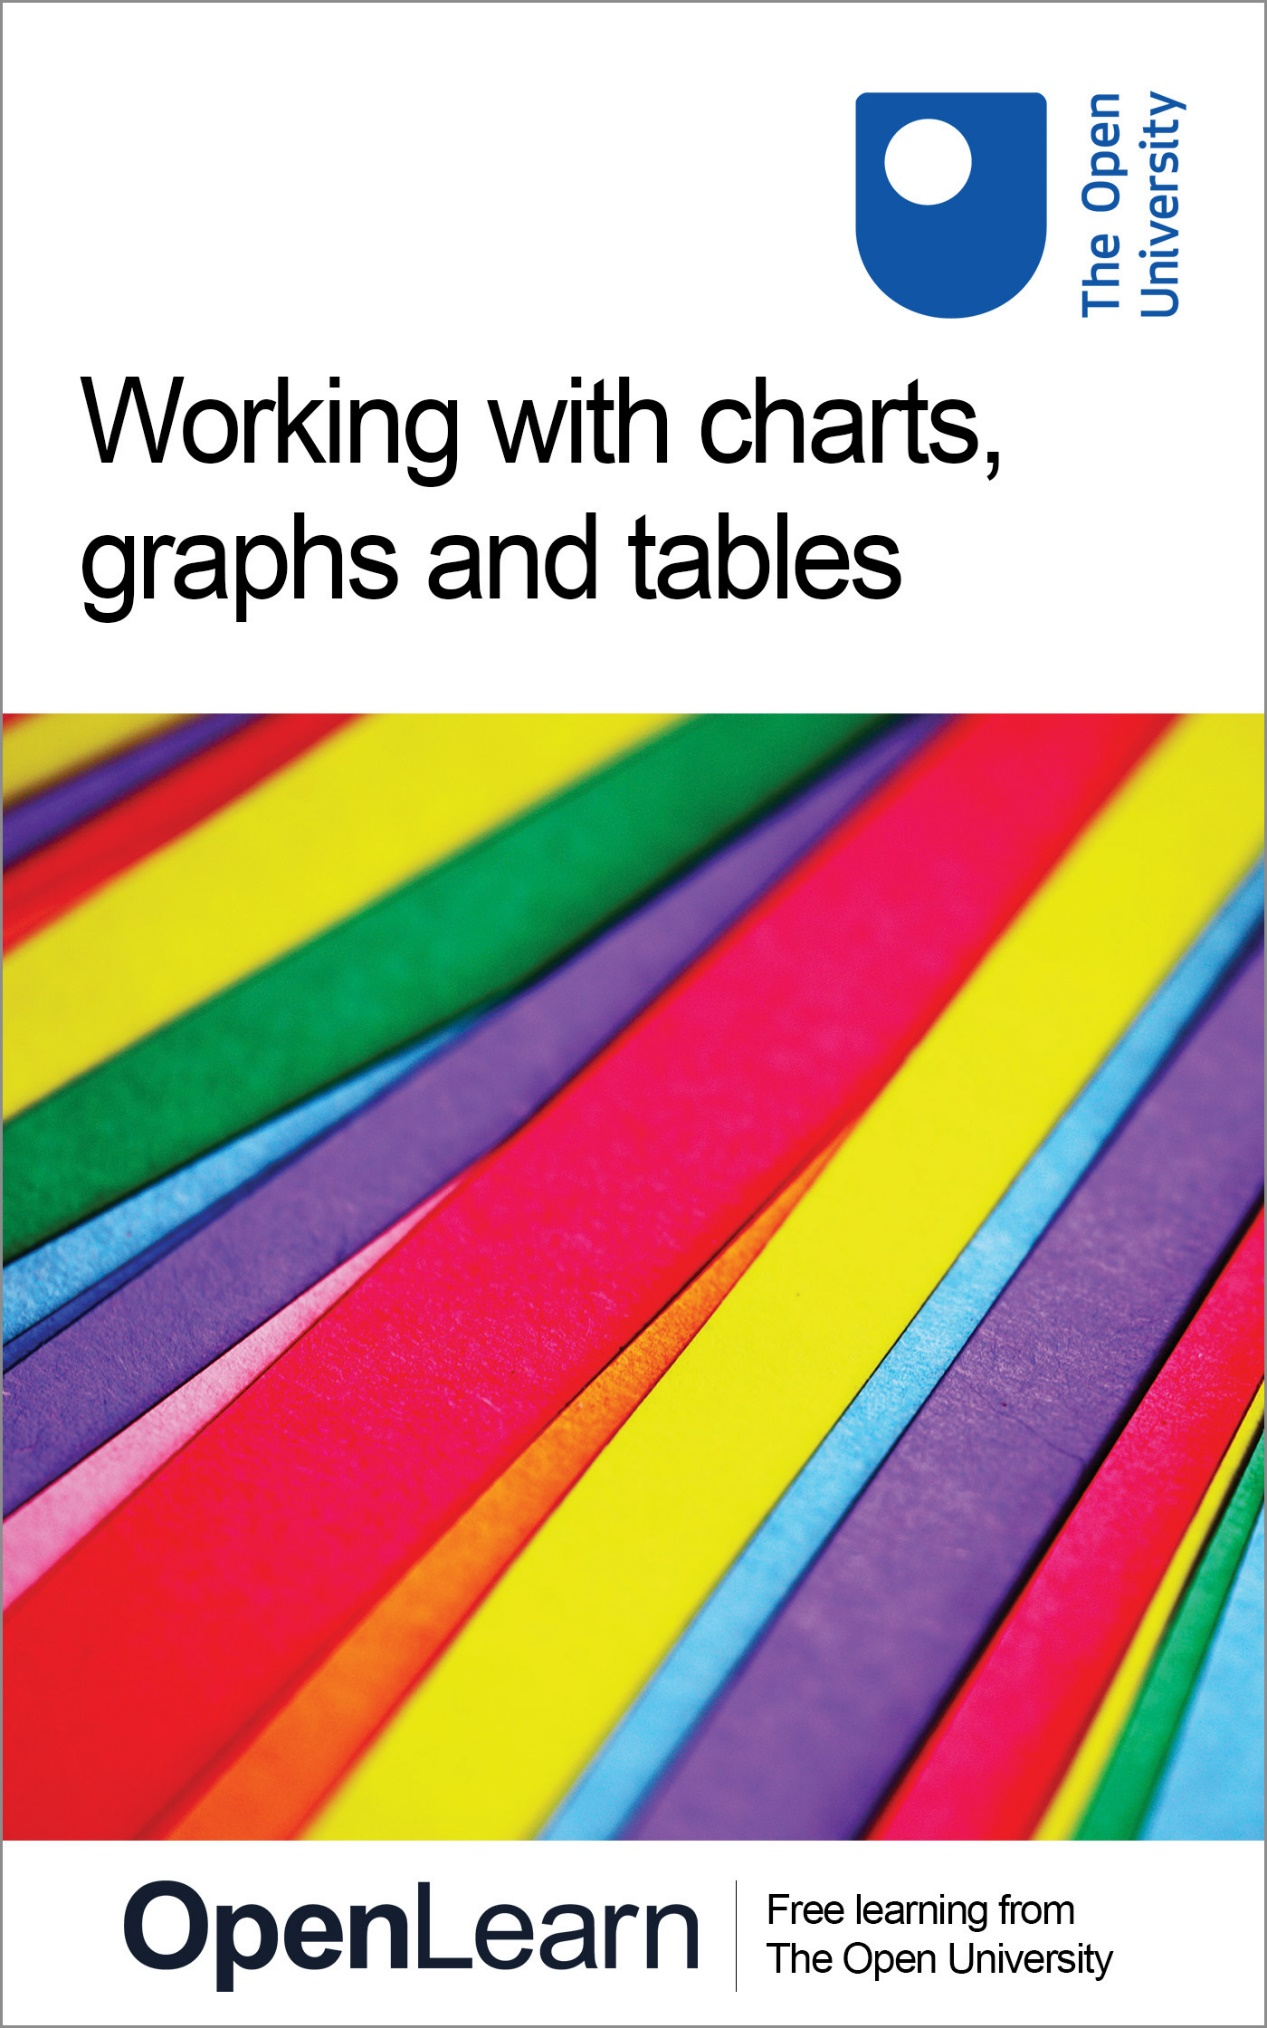 The Open
University
Working with charts,
graphs and tables
OpenLearn
Free learning from
The Open University